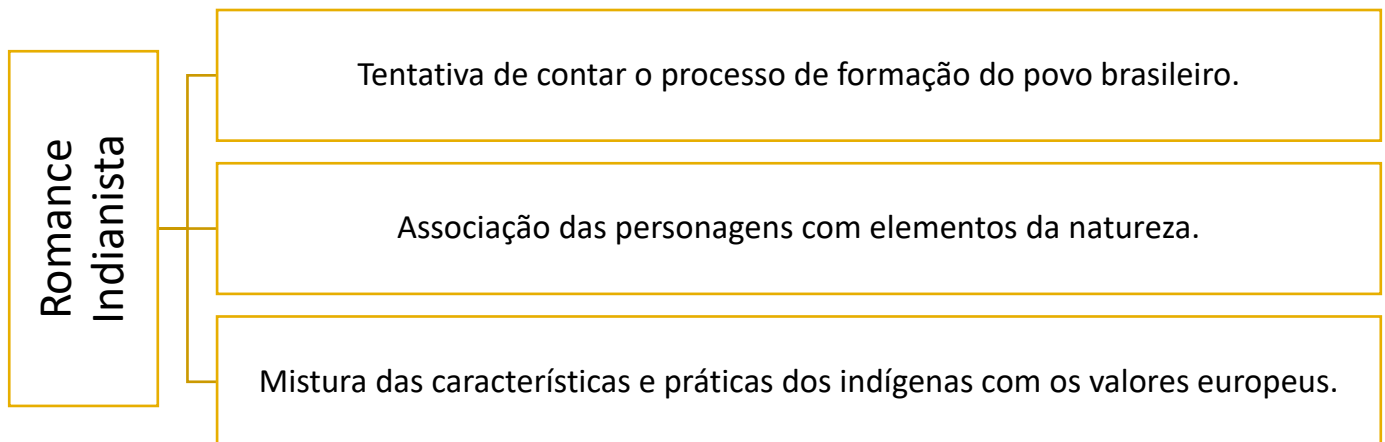 Romance
Indianista
Tentativa de contar o processo de formação do povo brasileiro.
Associação das personagens com elementos da natureza.
Mistura das características e práticas dos indígenas com os valores europeus.